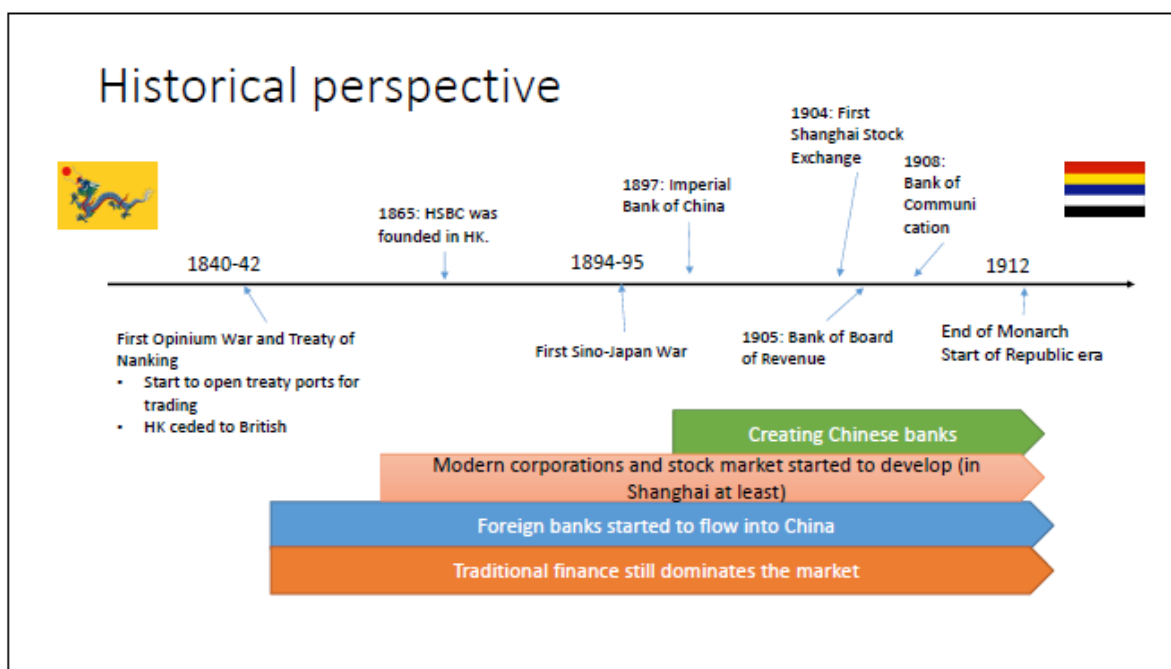 Historical perspective
1904: First
Shanghai Stock
Exchange
1908:
Bank of
Communi
cation
1897: Imperial
Bank of China
1865: HSBC was
founded in HK.
1840-42
1894-95
1912
First Opinium War and Treaty of
Nanking
• Start to open treaty ports for
trading
• HK ceded to British
First Sino-Japan War
1905: Bank of Board
of Revenue
End of Monarch
Start of Republic era
Creating Chinese banks
Modern corporations and stock market started to develop (in
Shanghai at least)
Foreign banks started to flow into China
Traditional finance still dominates the market